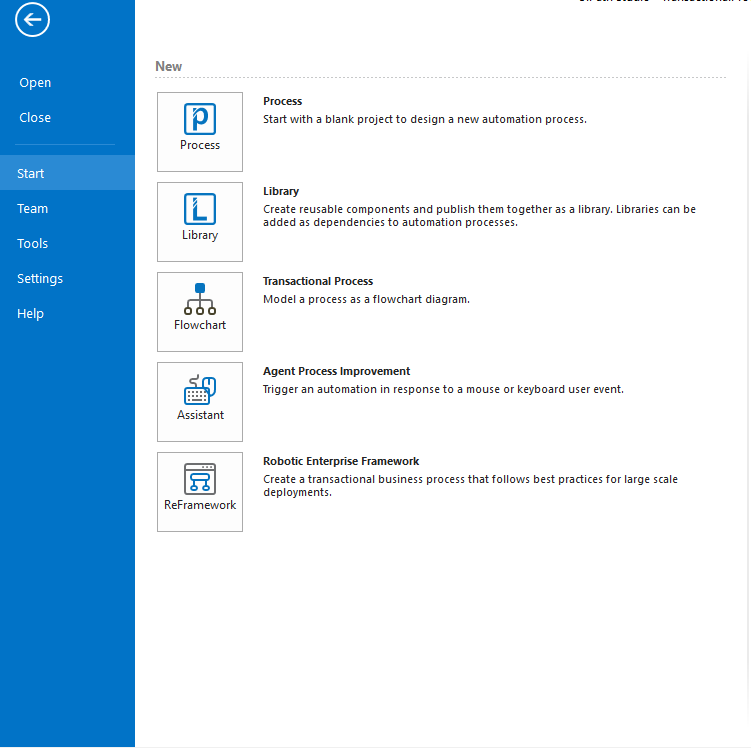 Open
Close
Start
Team
Tools
Settings
Help
New
Process
Process
Start with a blank project to design a new automation process.
Library
Library
Create reusable components and publish them together as a library. Libraries can be
added as dependencies to automation processes.
Flowchart
Transactional Process
Model a process as a flowchart diagram.
Assistant
Agent Process Improvement
Trigger an automation in response to a mouse or keyboard user event.
ReFramework
Robotic Enterprise Framework
Create a transactional business process that follows best practices for large scale
deployments.